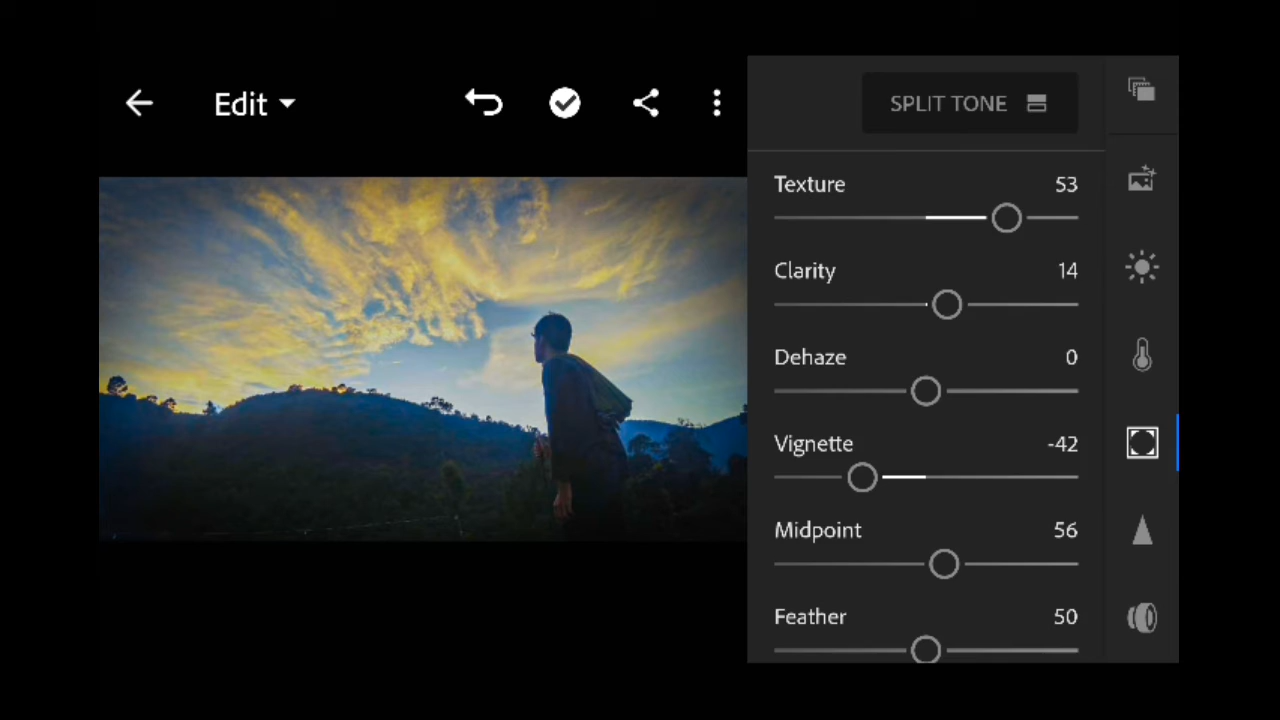 Edit
SPLIT TONE
Texture 53
Clarity 14
Dehaze 0
Vignette -42
Midpoint 56
Feather 50